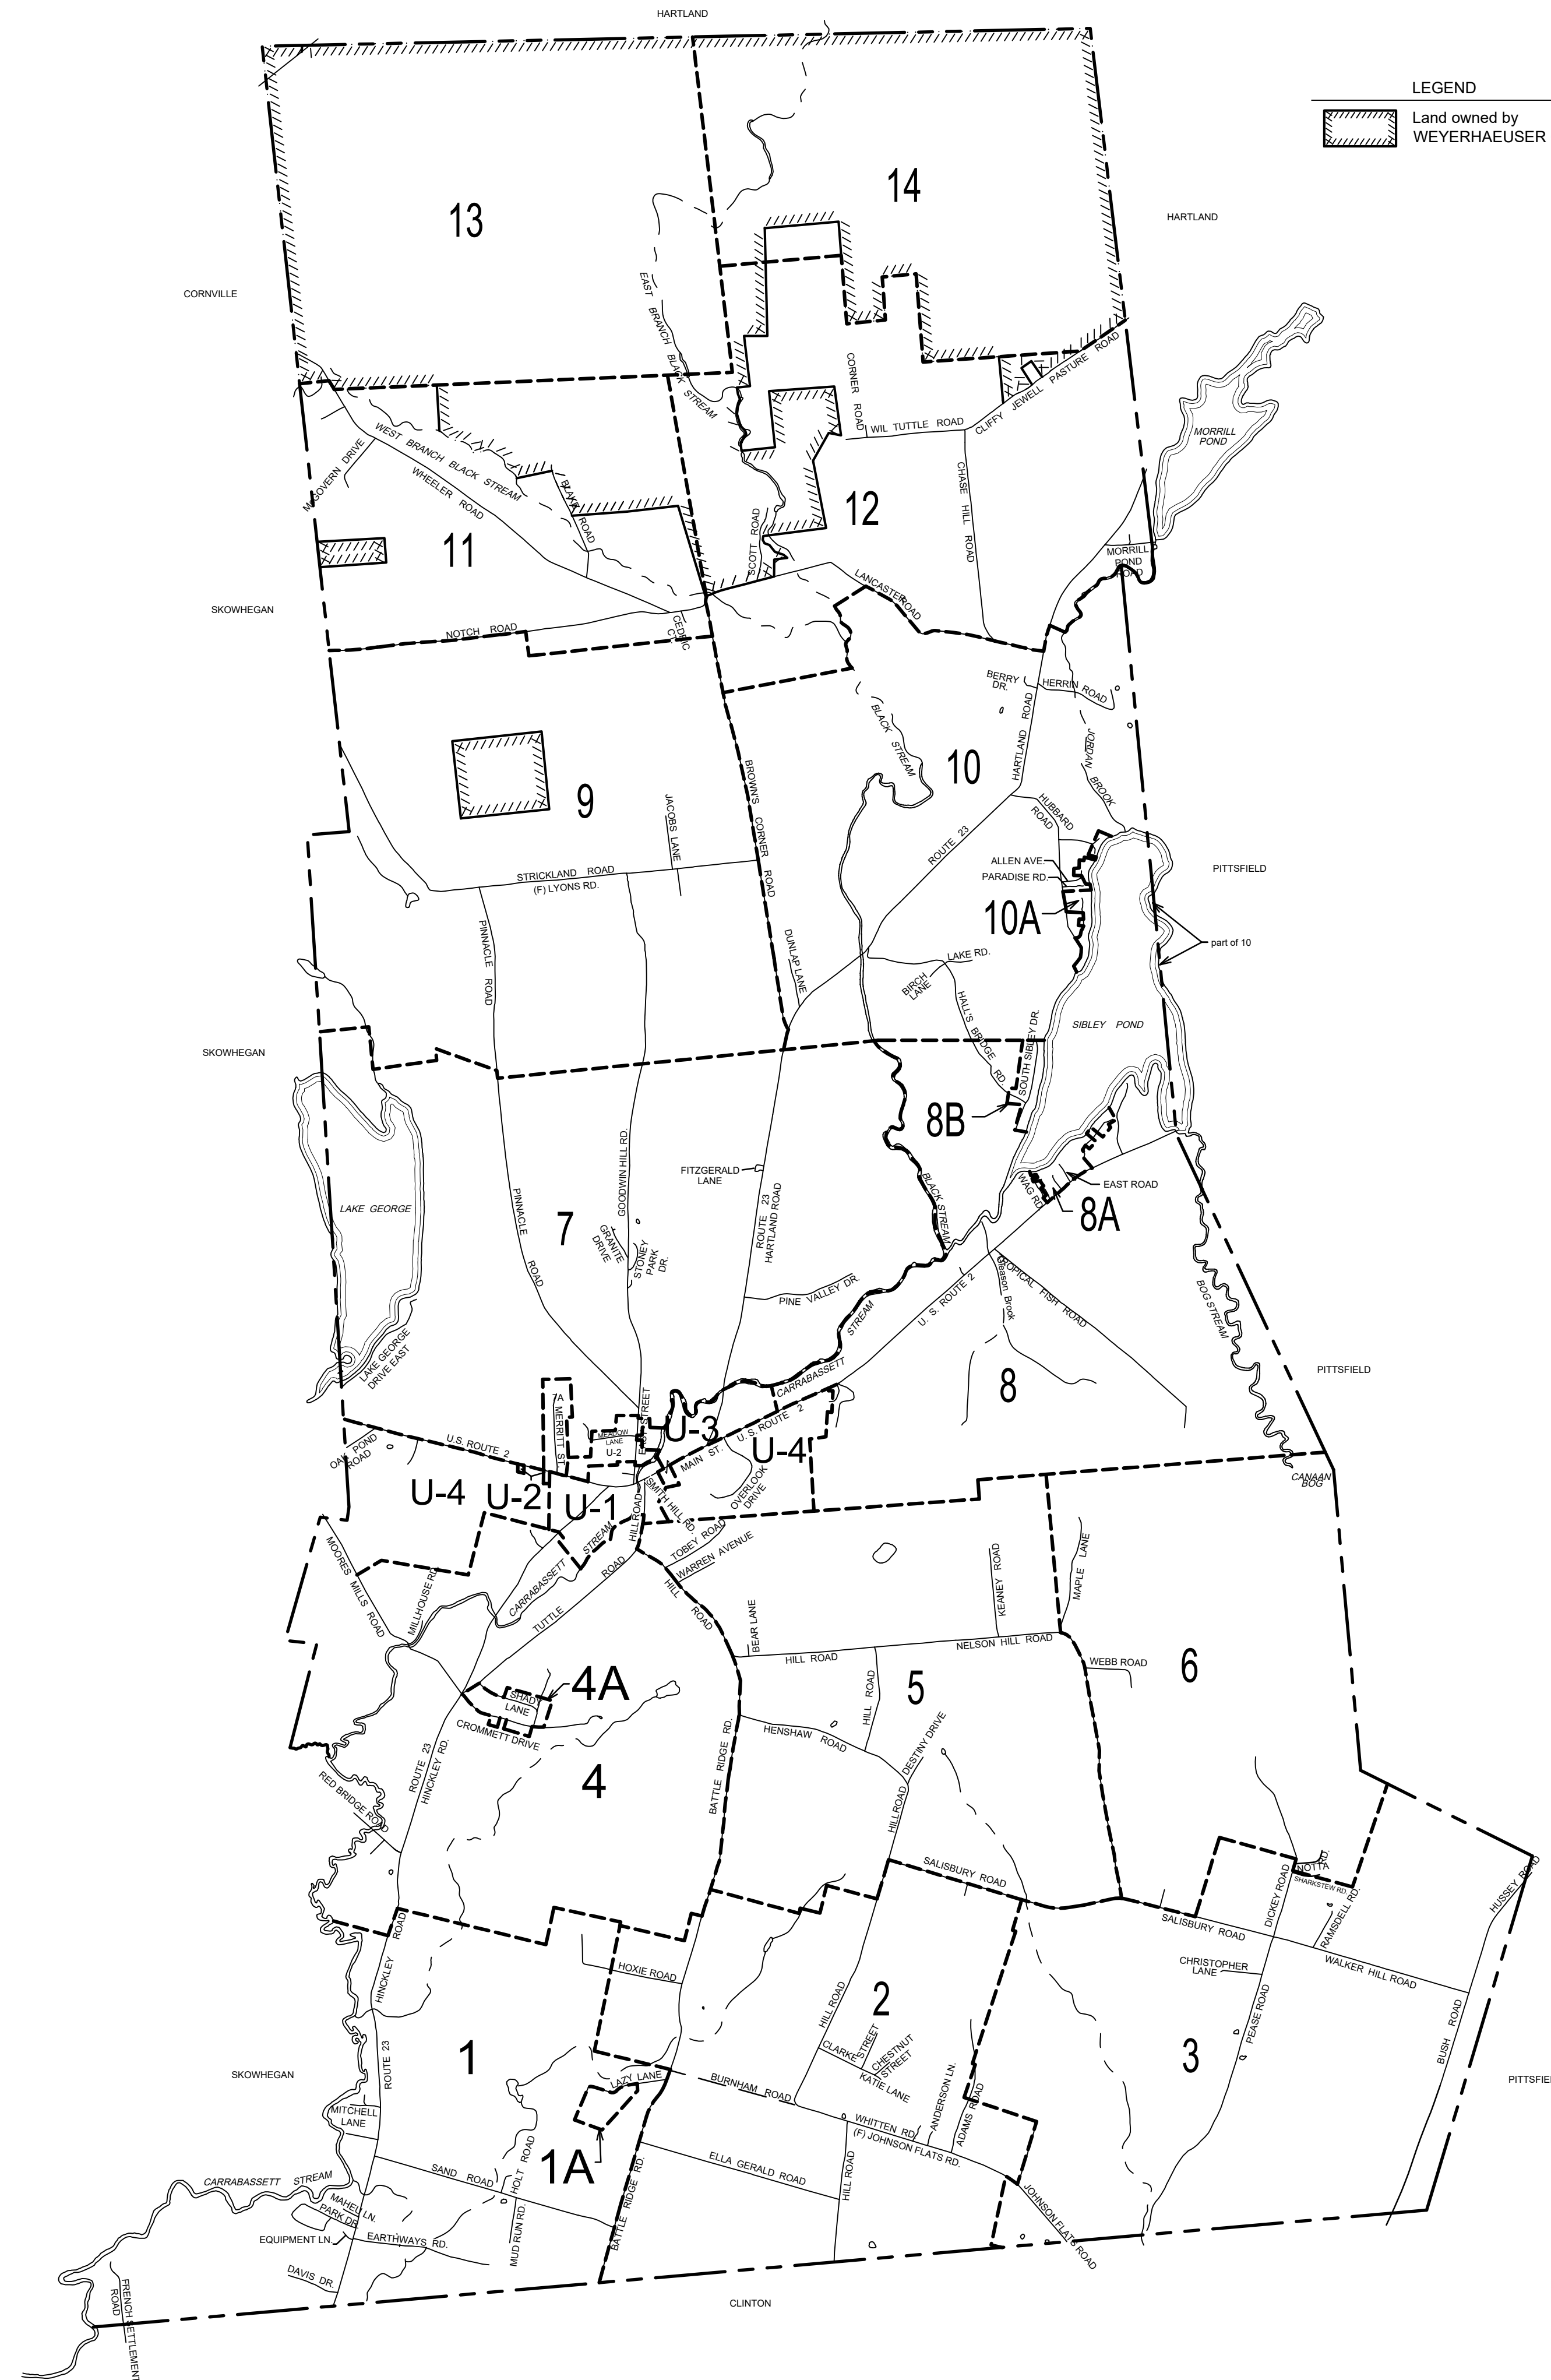 HARTLAND
LEGEND
Land owned by
WEYERHAEUSER
13
14
HARTLAND
CORNVILLE
EAST BRANCH BLACK STREAM
CORNER ROAD
WIL TUTTLE ROAD
CLIFFY JEWELL PASTURE ROAD
MORRILL
POND
McGOVERN DRIVE
WEST BRANCH BLACK STREAM
WHEELER ROAD
BLAKE ROAD
11
12
SCOTT ROAD
CHASE HILL ROAD
MORRILL
POND
ROAD
LANCASTER ROAD
SKOWHEGAN
NOTCH ROAD
CEDRIC
CT.
BERRY
DR.
HERRIN ROAD
HARTLAND ROAD
BLACK STREAM
JORDAN BROOK
10
9
BROWN'S CORNER ROAD
JACOBS LANE
HUBBARD
ROAD
ROUTE 23
ALLEN AVE.
PARADISE RD.
PITTSFIELD
STRICKLAND ROAD
(F) LYONS RD.
10A
part of 10
PINNACLE ROAD
DUNLAP LANE
LAKE RD.
BIRCH
LANE
HALL'S BRIDGE RD.
SOUTH SIBLEY DR.
SIBLEY POND
SKOWHEGAN
8B
GOODWIN HILL RD.
FITZGERALD
LANE
ROUTE 23
HARTLAND ROAD
BLACK STREAM
WAG RD.
EAST ROAD
8A
LAKE GEORGE
PINNACLE ROAD
7
GRANITE
DRIVE
STONEY
PARK
DR.
PINE VALLEY DR.
CARRABASSETT STREAM
U. S. ROUTE 2
Gleason Brook
TROPICAL FISH ROAD
BOG STREAM
LAKE GEORGE
DRIVE EAST
8
PITTSFIELD
7A
MERRITT ST.
MEADOW
LANE
U-2
EASY STREET
U-3
MAIN ST. U. S. ROUTE 2
U-4
OVERLOOK
DRIVE
U.S. ROUTE 2
OAK POND
ROAD
U-4
U-2
U-1
SMITH HILL RD.
CANAAN
BOG
HILL ROAD
TOBEY ROAD
WARREN AVENUE
MOORES MILLS ROAD
MILLHOUSE RD.
CARRABASSETT STREAM
TUTTLE ROAD
HILL ROAD
BEAR LANE
KEANEY ROAD
MAPLE LANE
HILL ROAD
NELSON HILL ROAD
WEBB ROAD
6
5
4A
SHADY
LANE
CROMMETT DRIVE
HENSHAW ROAD
HILL ROAD
DESTINY DRIVE
ROUTE 23
HINCKLEY RD.
4
BATTLE RIDGE RD.
RED BRIDGE ROAD
HILL ROAD
SALISBURY ROAD
NOTTA RD.
SHARKSTEW RD.
DICKEY ROAD
RAMSDELL RD.
HUSSEY ROAD
SALISBURY ROAD
WALKER HILL ROAD
CHRISTOPHER
LANE
HINCKLEY ROAD
HOXIE ROAD
HILL ROAD
2
PEASE ROAD
BUSH ROAD
3
1
ROUTE 23
CLARKE STREET
CHESTNUT
STREET
KATIE LANE
SKOWHEGAN
LAZY LANE
BURNHAM ROAD
ANDERSON LN.
ADAMS ROAD
PITTSFIE
MITCHELL
LANE
WHITTEN RD.
(F) JOHNSON FLATS RD.
1A
ELLA GERALD ROAD
HILL ROAD
SAND ROAD
HOLT ROAD
MUD RUN RD.
BATTLE RIDGE RD.
JOHNSON FLATS ROAD
CARRABASSETT STREAM
MAHEU LN.
PARK DR.
EQUIPMENT LN.
EARTHWAYS RD.
DAVIS DR.
FRENCH SETTLEMENT
ROAD
CLINTON